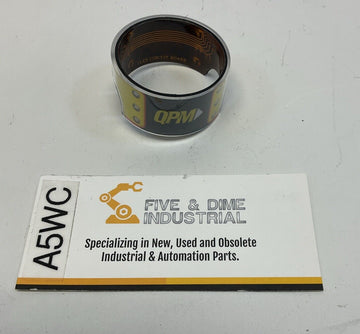 QPM
A5WC
FIVE & DIME
INDUSTRIAL
Specializing in New, Used and Obsolete
Industrial & Automation Parts.